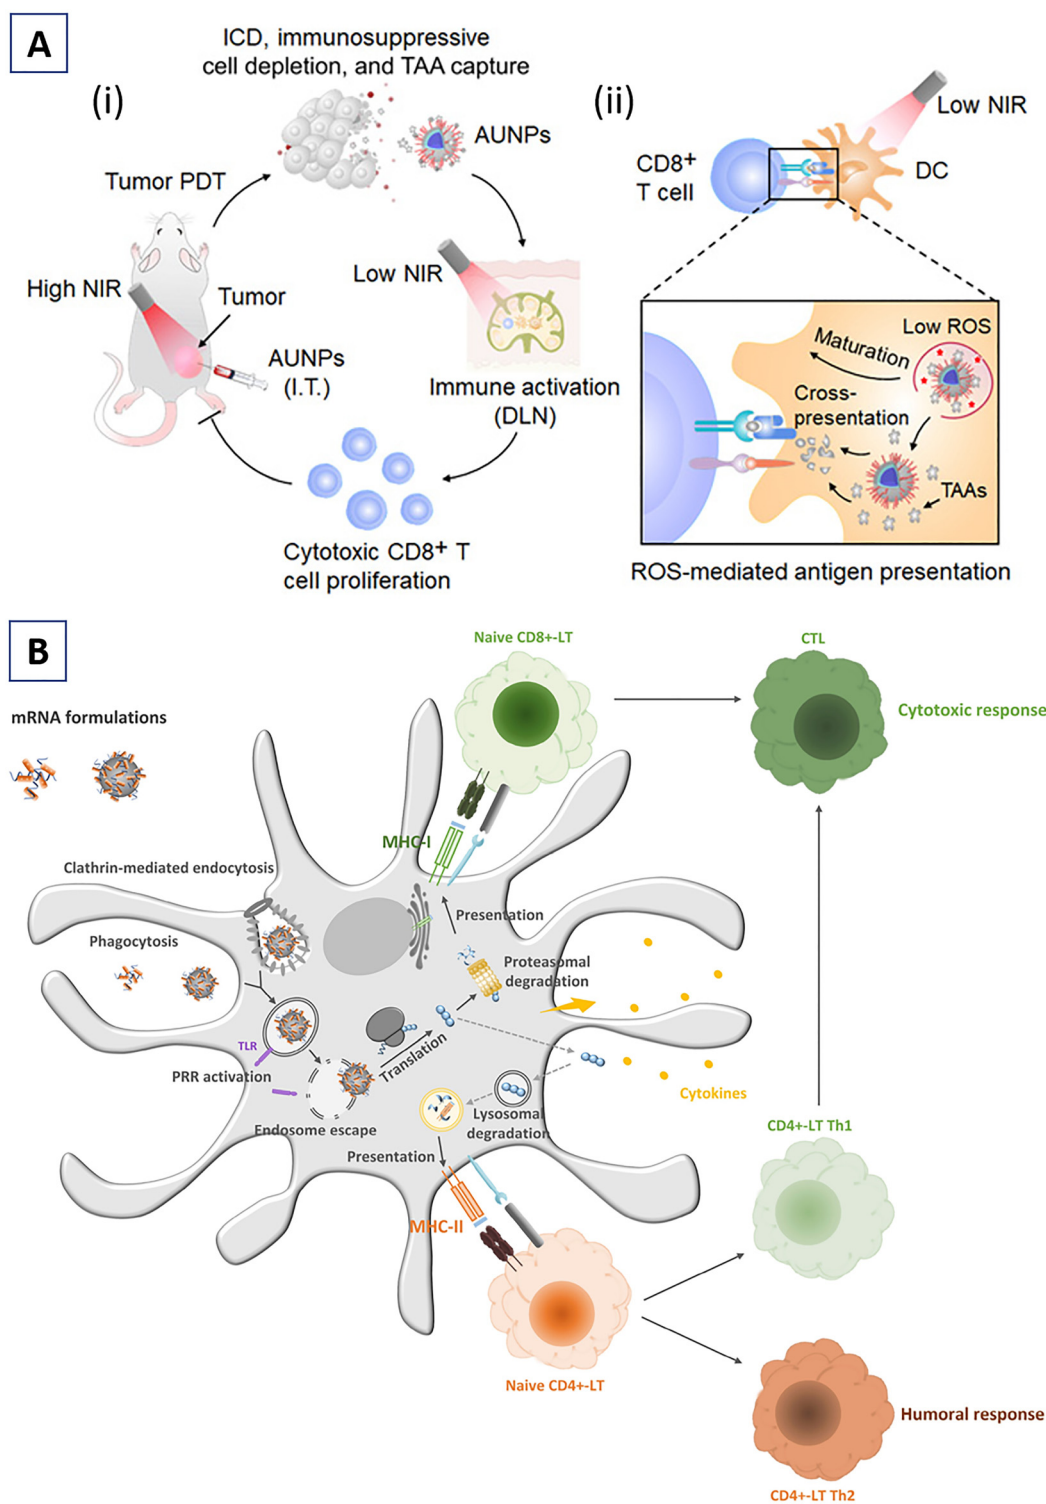 A
(i)
ICD, immunosuppressive
cell depletion, and TAA capture
AUNPs
Tumor PDT
High NIR
Tumor
AUNPs
(I.T.)
Low NIR
Immune activation
(DLN)
Cytotoxic CD8+ T
cell proliferation
(ii)
Low NIR
CD8+
T cell
DC
Low ROS
Maturation
Cross-
presentation
TAAs
ROS-mediated antigen presentation
B
mRNA formulations
Naive CD8+-LT
CTL
Cytotoxic response
MHC-I
Clathrin-mediated endocytosis
Presentation
Phagocytosis
Proteasomal
degradation
TLR
Translation
PRR activation
Cytokines
Lysosomal
degradation
Endosome escape
Presentation
CD4+-LT Th1
MHC-II
Naive CD4+-LT
Humoral response
CD4+-LT Th2